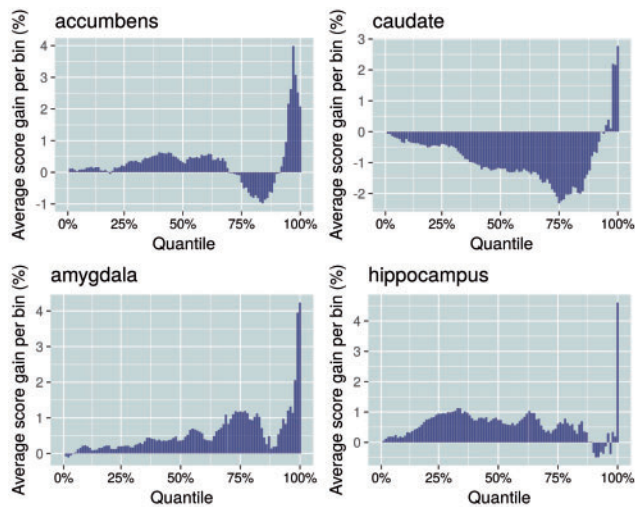 accumbens
Average score gain per bin (%)
4
3
2
1
0
-1
0% 25% 50% 75% 100%
Quantile
caudate
Average score gain per bin (%)
2
1
0
-1
-2
0% 25% 50% 75% 100%
Quantile
amygdala
Average score gain per bin (%)
4
3
2
1
0
0% 25% 50% 75% 100%
Quantile
hippocampus
Average score gain per bin (%)
4
3
2
1
0
0% 25% 50% 75% 100%
Quantile